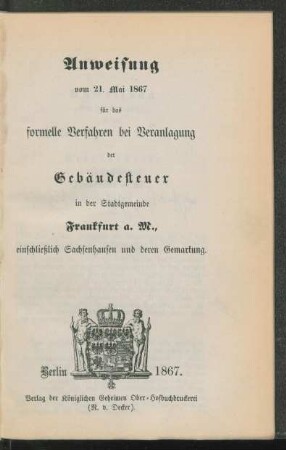 Anweisung
vom 21. Mai 1867
für das
formelle Verfahren bei Veranlagung
der
Gebäudesteuer
in der Stadtgemeinde
Frankfurt a. M.,
einschließlich Sachsenhausen und deren Gemarkung.
Berlin 1867.
Verlag der Königlichen Geheimen Ober-Hofbuchdruckerei
(R. v. Decker).